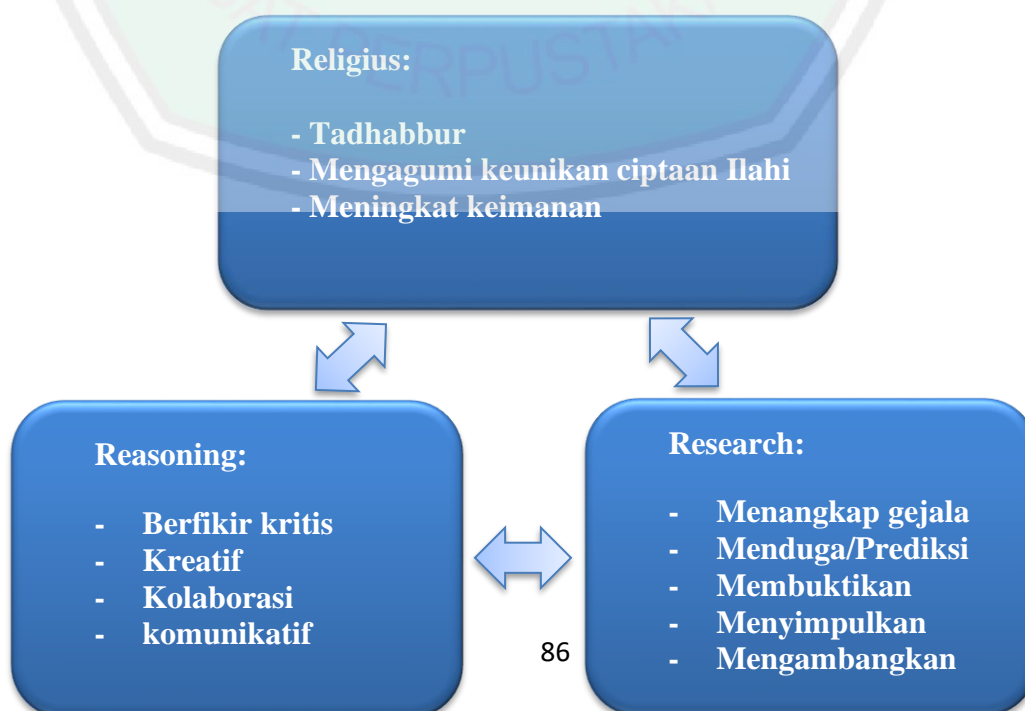 PERPUSTAK
Religius:
- Tadhabbur
- Mengagumi keunikan ciptaan Ilahi
- Meningkat keimanan
Reasoning:
- Berfikir kritis
- Kreatif
- Kolaborasi
- komunikatif
Research:
- Menangkap gejala
- Menduga/Prediksi
- Membuktikan
- Menyimpulkan
- Mengambangkan
86